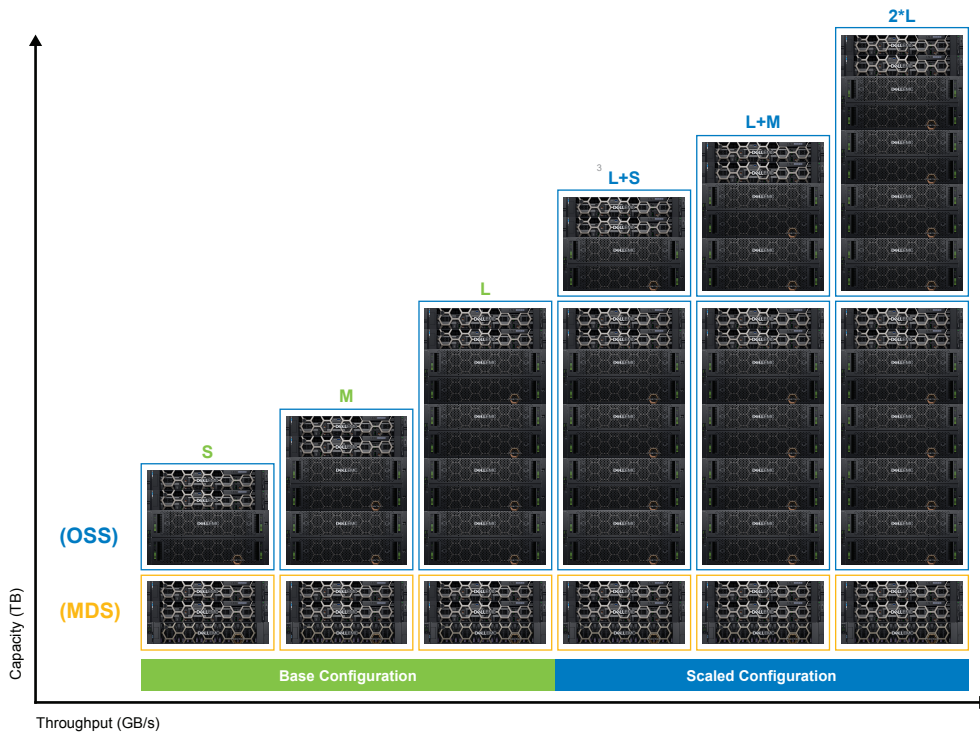 2*L
L+M
3
L+S
L
M
S
(OSS)
(MDS)
Capacity (TB)
Base Configuration
Scaled Configuration
Throughput (GB/s)